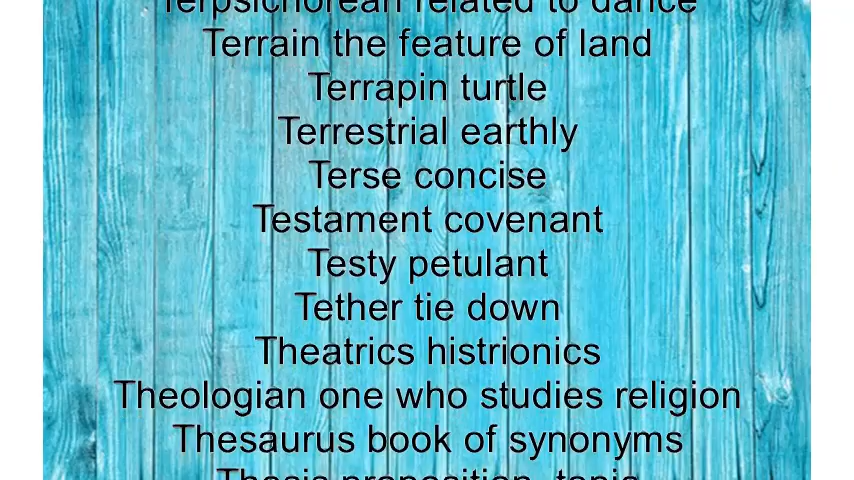 Terpsichorean related to dance
Terrain the feature of land
Terrapin turtle
Terrestrial earthly
Terse concise
Testament covenant
Testy petulant
Tether tie down
Theatrics histrionics
Theologian one who studies religion
Thesaurus book of synonyms
Thesis proposition, topic